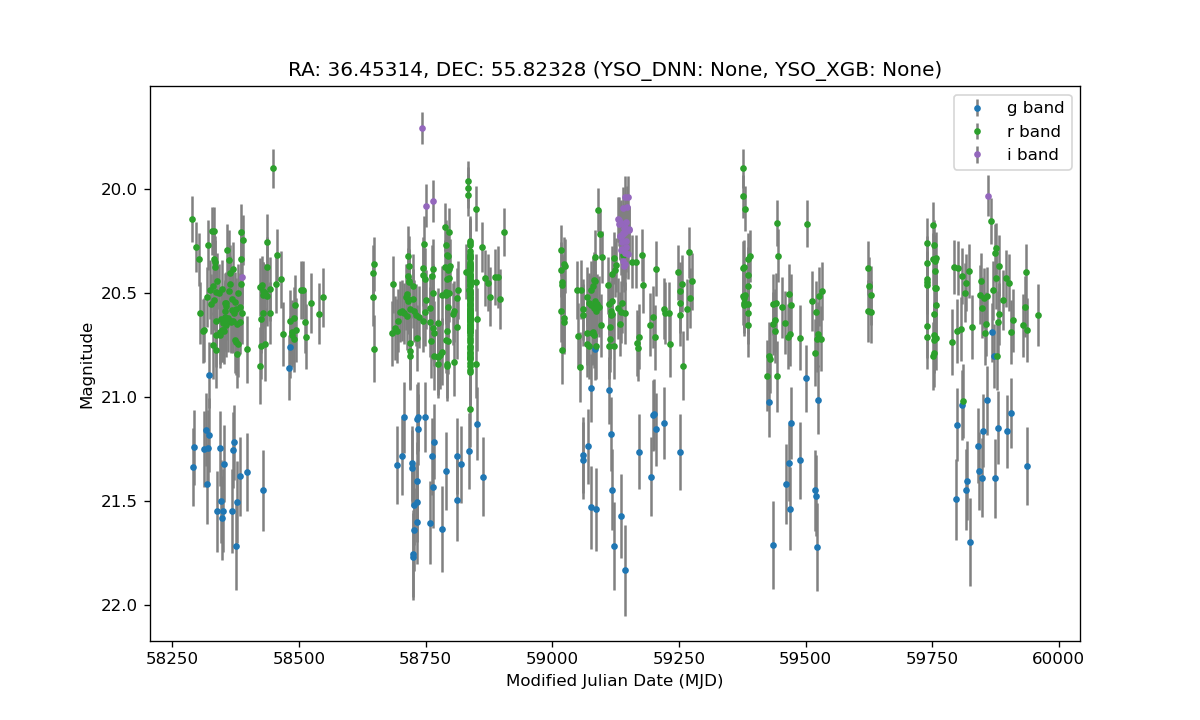 RA: 36.45314, DEC: 55.82328 (YSO_DNN: None, YSO_XGB: None)
g band
r band
i band
20.0
20.5
21.0
21.5
22.0
Magnitude
58250 58500 58750 59000 59250 59500 59750 60000
Modified Julian Date (MJD)